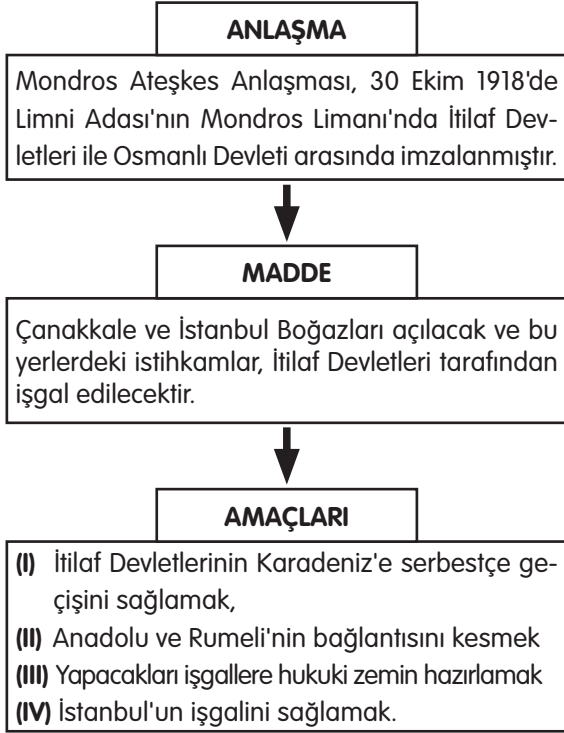 ANLAŞMA
Mondros Ateşkes Anlaşması, 30 Ekim 1918'de
Limni Adası'nın Mondros Limanı'nda İtilaf Dev-
letleri ile Osmanlı Devleti arasında imzalanmıştır.
MADDE
Çanakkale ve İstanbul Boğazları açılacak ve bu
yerlerdeki istihkamlar, İtilaf Devletleri tarafından
işgal edilecektir.
AMAÇLARI
(I) İtilaf Devletlerinin Karadeniz'e serbestçe ge-
çişini sağlamak,
(II) Anadolu ve Rumeli'nin bağlantısını kesmek
(III) Yapacakları işgallere hukuki zemin hazırlamak
(IV) İstanbul'un işgalini sağlamak.